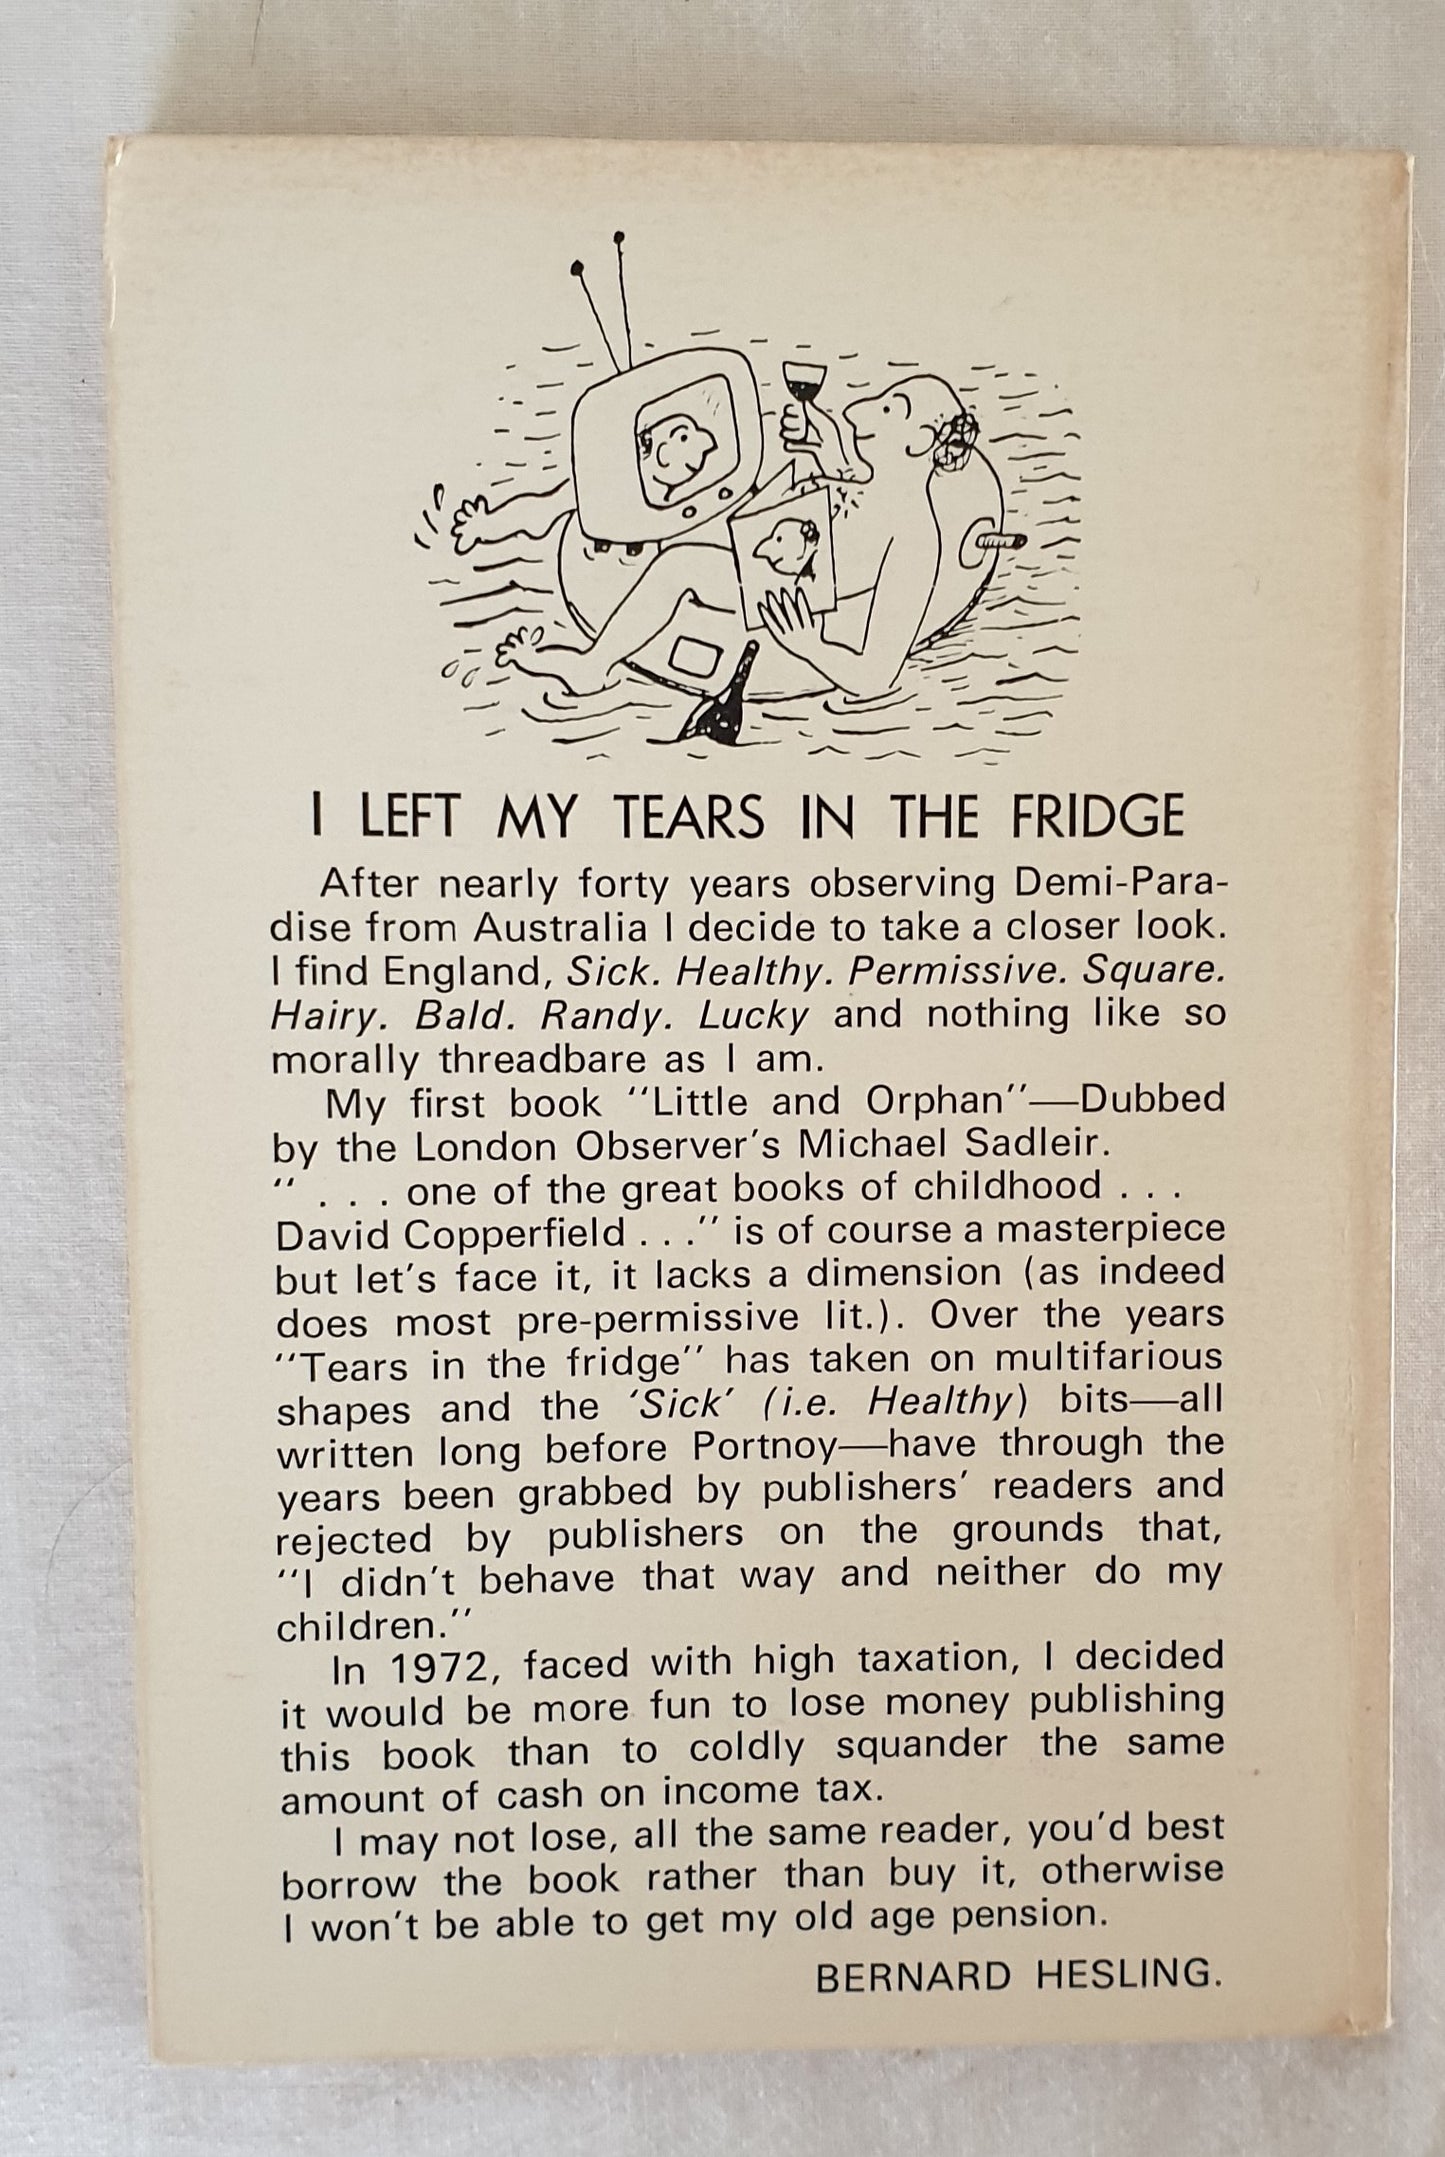 I LEFT MY TEARS IN THE FRIDGE
After nearly forty years observing Demi-Para-
dise from Australia I decide to take a closer look.
I find England, Sick. Healthy. Permissive. Square.
Hairy. Bald. Randy. Lucky and nothing like so
morally threadbare as I am.
My first book "Little and Orphan"—Dubbed
by the London Observer's Michael Sadleir.
" . . . one of the great books of childhood . . .
David Copperfield . . ." is of course a masterpiece
but let's face it, it lacks a dimension (as indeed
does most pre-permissive lit.). Over the years
"Tears in the fridge" has taken on multifarious
shapes and the 'Sick' (i.e. Healthy) bits—all
written long before Portnoy—have through the
years been grabbed by publishers' readers and
rejected by publishers on the grounds that,
"I didn't behave that way and neither do my
children."
In 1972, faced with high taxation, I decided
it would be more fun to lose money publishing
this book than to coldly squander the same
amount of cash on income tax.
I may not lose, all the same reader, you'd best
borrow the book rather than buy it, otherwise
I won't be able to get my old age pension.
BERNARD HESLING.